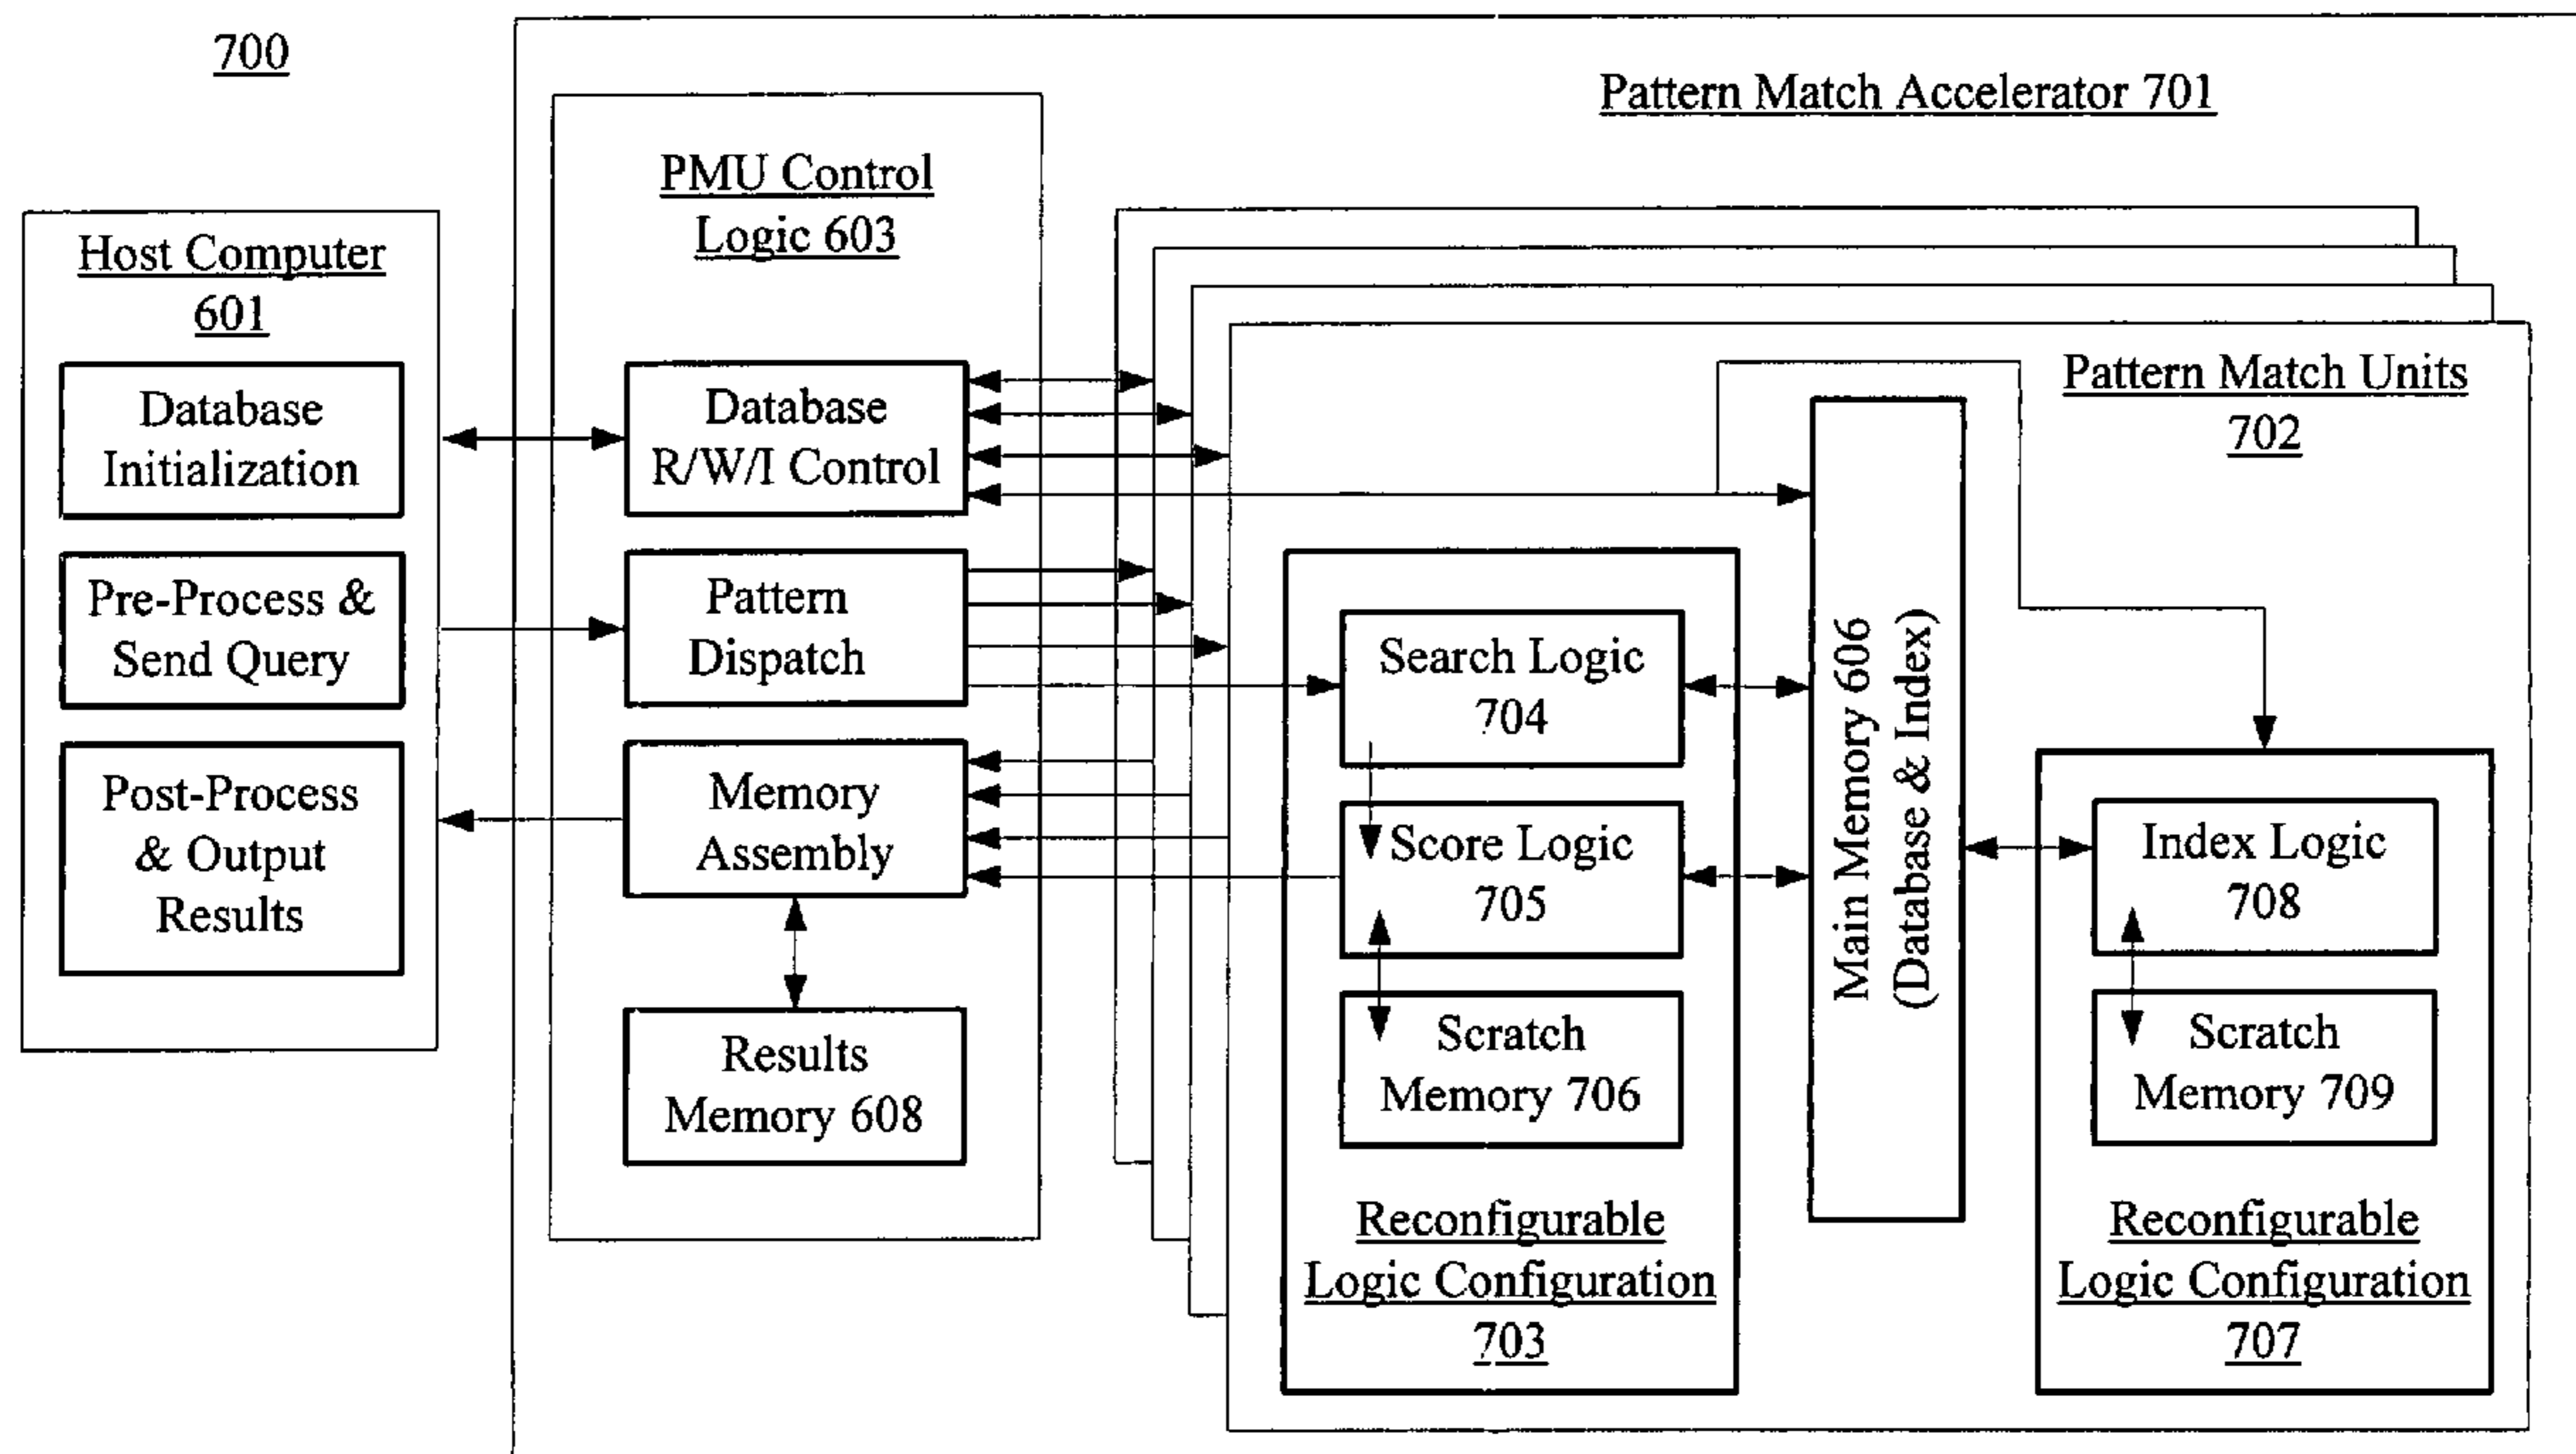 700
Pattern Match Accelerator 701
PMU Control
Logic 603
Host Computer
601
Database
Initialization
Pre-Process &
Send Query
Post-Process
& Output
Results
Database
R/W/I Control
Pattern
Dispatch
Memory
Assembly
Results
Memory 608
Pattern Match Units
702
Search Logic
704
Score Logic
705
Scratch
Memory 706
Reconfigurable
Logic Configuration
703
Main Memory 606
(Database & Index)
Index Logic
708
Scratch
Memory 709
Reconfigurable
Logic Configuration
707